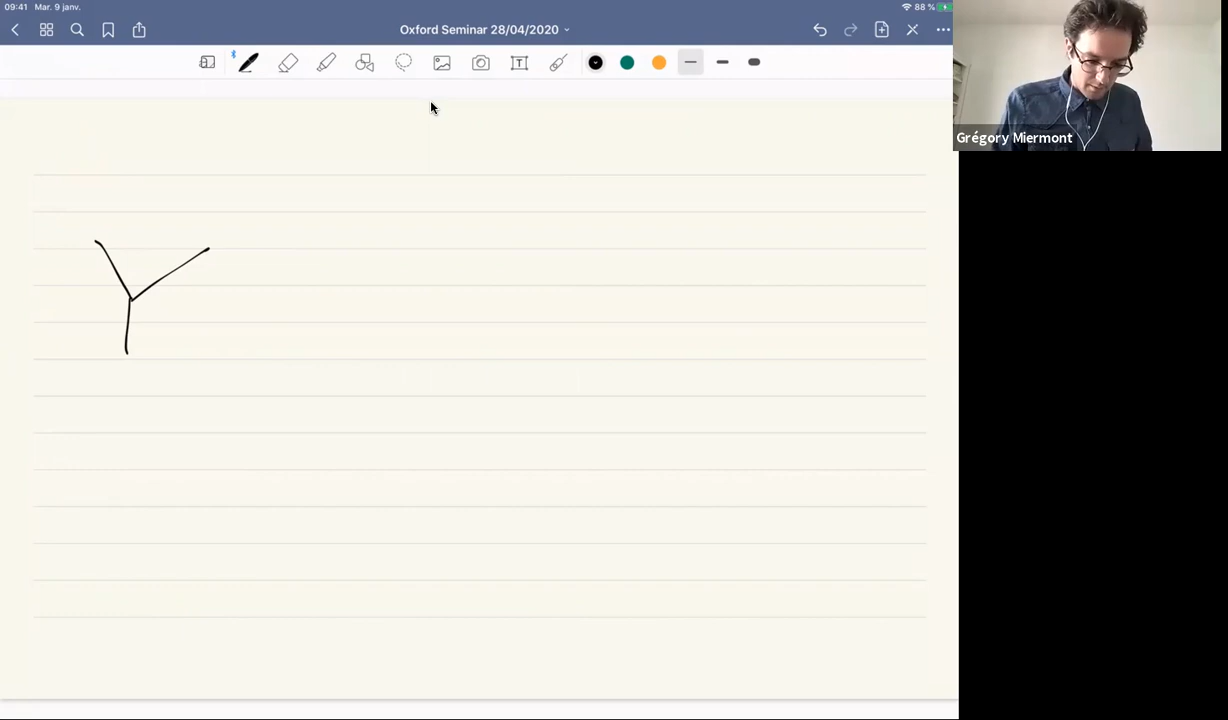 09:41 Mar. 9 janv.
88 %
Oxford Seminar 28/04/2020
T
Grégory Miermont